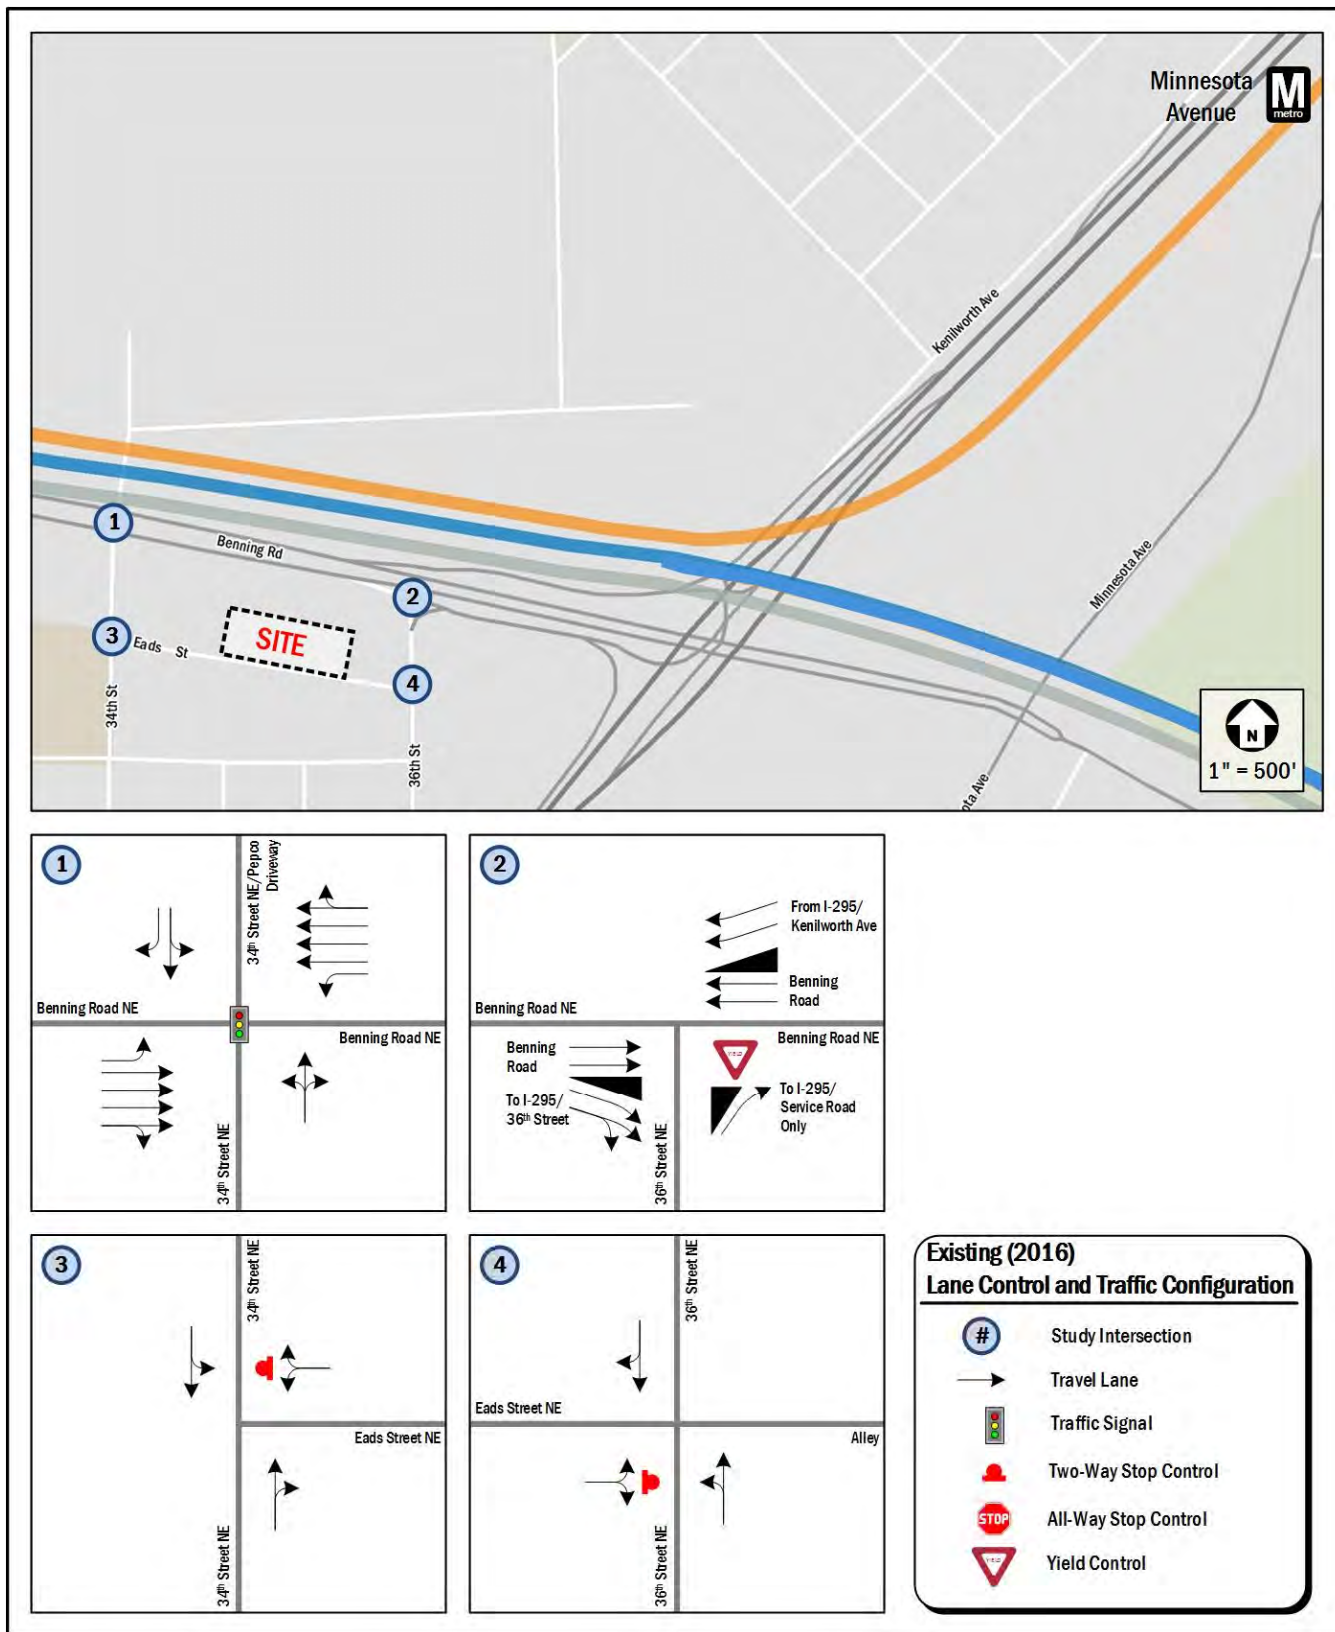 Minnesota
Avenue
M
metro
Kenilworth Ave
Benning Rd
Minnesota Ave
1
2
3
4
SITE
Eads St
34th St
36th St
ota Ave
N
1" = 500'
1
34th Street NE/Pepco
Driveway
Benning Road NE
Benning Road NE
34th Street NE
2
From I-295/
Kenilworth Ave
Benning
Road
Benning Road NE
Benning Road NE
Benning
Road
To I-295/
36th Street
YIELD
To I-295/
Service Road
Only
36th Street NE
3
34th Street NE
Eads Street NE
34th Street NE
4
36th Street NE
Eads Street NE
Alley
36th Street NE
Existing (2016)
Lane Control and Traffic Configuration
# Study Intersection
Travel Lane
Traffic Signal
Two-Way Stop Control
STOP All-Way Stop Control
YIELD Yield Control